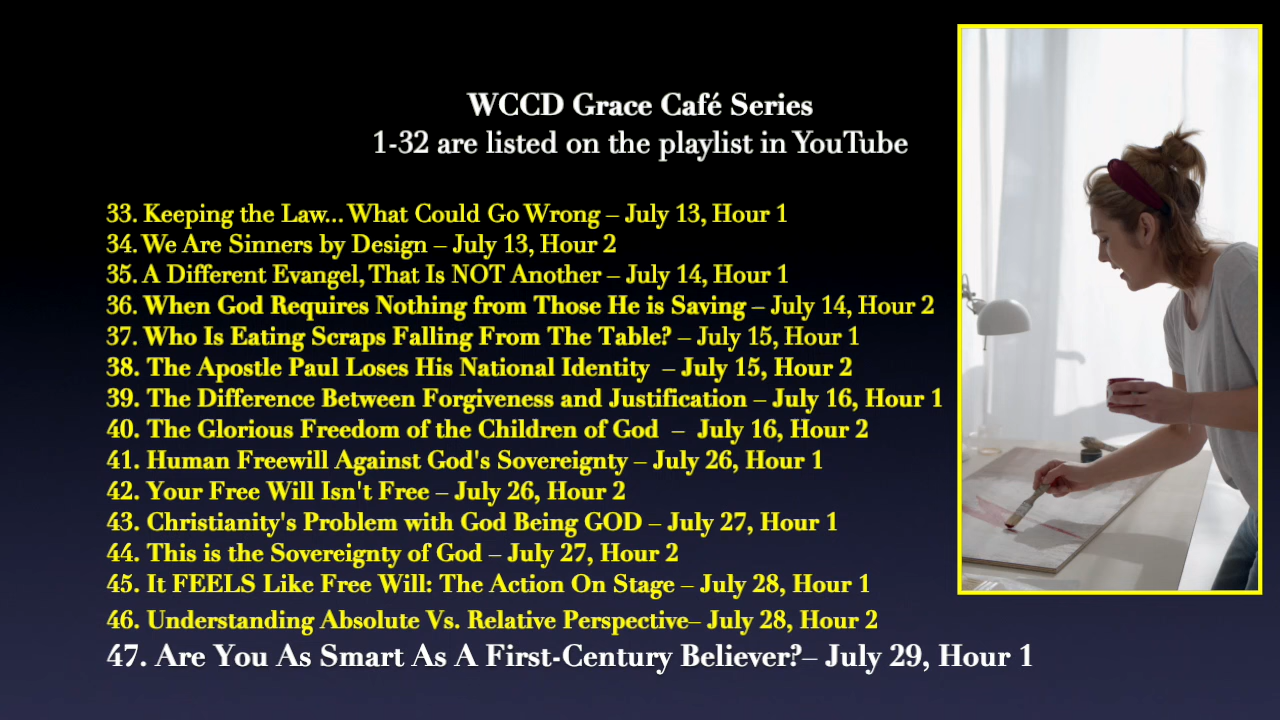 WCCD Grace Café Series
1-32 are listed on the playlist in YouTube
33. Keeping the Law... What Could Go Wrong – July 13, Hour 1
34. We Are Sinners by Design – July 13, Hour 2
35. A Different Evangel, That Is NOT Another – July 14, Hour 1
36. When God Requires Nothing from Those He is Saving – July 14, Hour 2
37. Who Is Eating Scraps Falling From The Table? – July 15, Hour 1
38. The Apostle Paul Loses His National Identity – July 15, Hour 2
39. The Difference Between Forgiveness and Justification – July 16, Hour 1
40. The Glorious Freedom of the Children of God – July 16, Hour 2
41. Human Freewill Against God's Sovereignty – July 26, Hour 1
42. Your Free Will Isn't Free – July 26, Hour 2
43. Christianity's Problem with God Being GOD – July 27, Hour 1
44. This is the Sovereignty of God – July 27, Hour 2
45. It FEELS Like Free Will: The Action On Stage – July 28, Hour 1
46. Understanding Absolute Vs. Relative Perspective– July 28, Hour 2
47. Are You As Smart As A First-Century Believer?– July 29, Hour 1